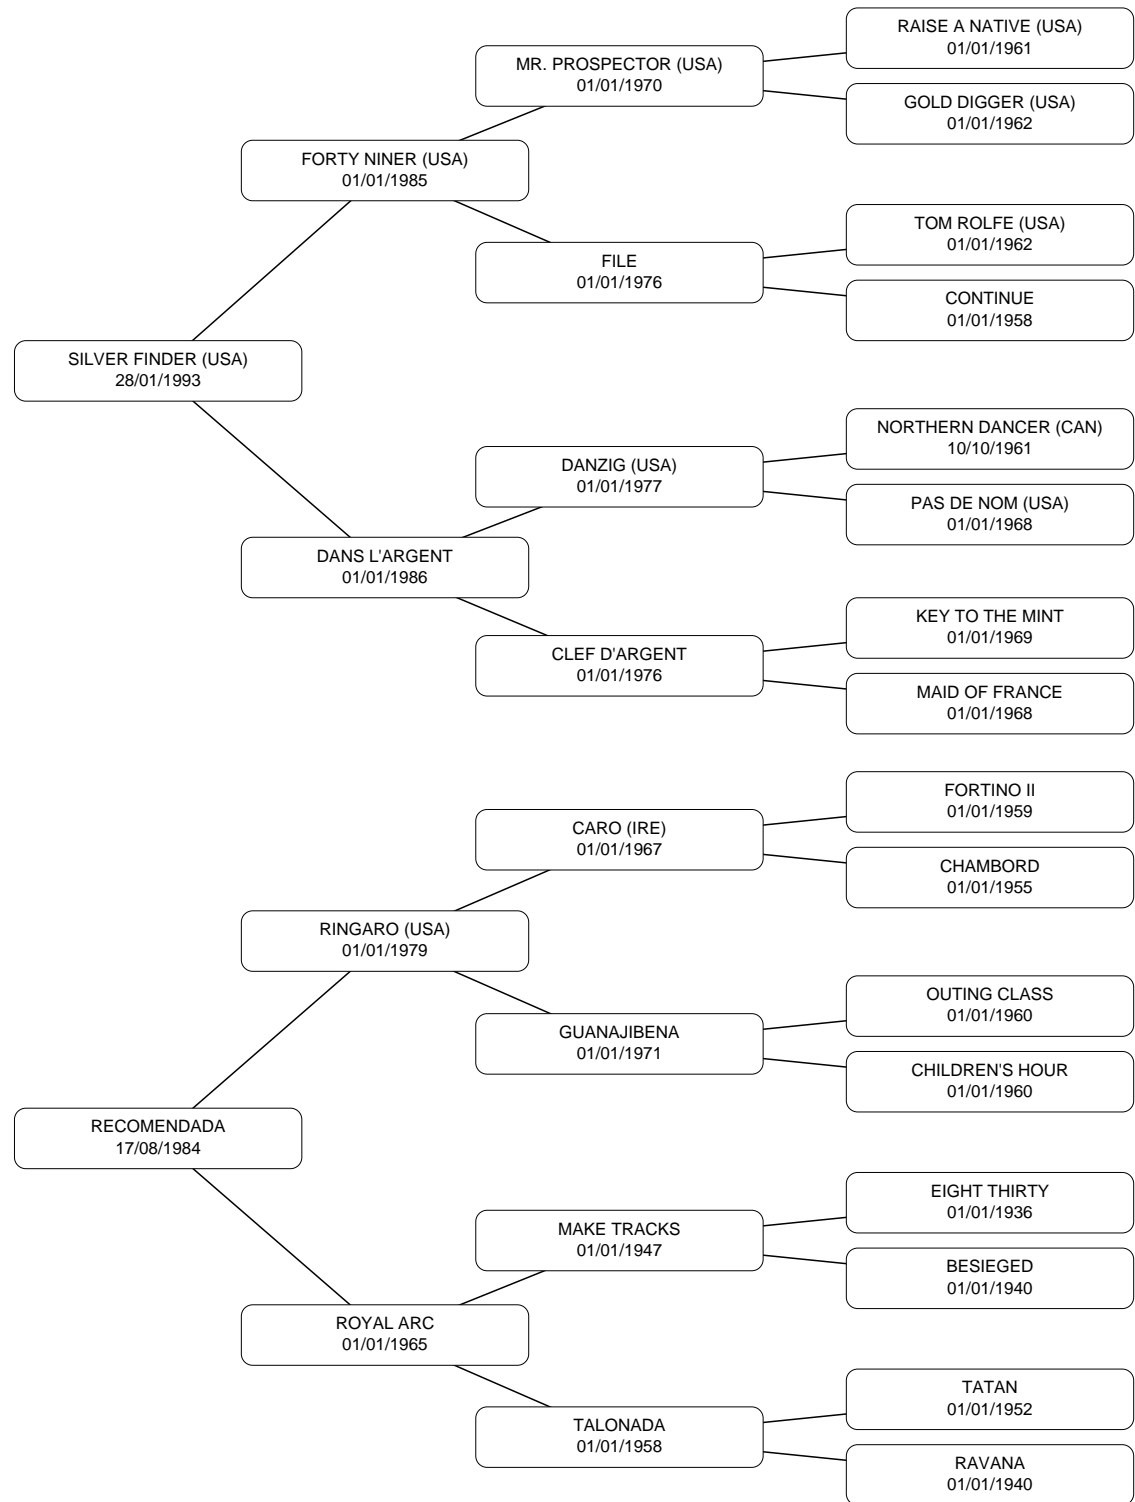 RAISE A NATIVE (USA)
01/01/1961
MR. PROSPECTOR (USA)
01/01/1970
GOLD DIGGER (USA)
01/01/1962
FORTY NINER (USA)
01/01/1985
TOM ROLFE (USA)
01/01/1962
FILE
01/01/1976
CONTINUE
01/01/1958
SILVER FINDER (USA)
28/01/1993
NORTHERN DANCER (CAN)
10/10/1961
DANZIG (USA)
01/01/1977
PAS DE NOM (USA)
01/01/1968
DANS L'ARGENT
01/01/1986
KEY TO THE MINT
01/01/1969
CLEF D'ARGENT
01/01/1976
MAID OF FRANCE
01/01/1968
FORTINO II
01/01/1959
CARO (IRE)
01/01/1967
CHAMBORD
01/01/1955
RINGARO (USA)
01/01/1979
OUTING CLASS
01/01/1960
GUANAJIBENA
01/01/1971
CHILDREN'S HOUR
01/01/1960
RECOMENDADA
17/08/1984
EIGHT THIRTY
01/01/1936
MAKE TRACKS
01/01/1947
BESIEGED
01/01/1940
ROYAL ARC
01/01/1965
TATAN
01/01/1952
TALONADA
01/01/1958
RAVANA
01/01/1940